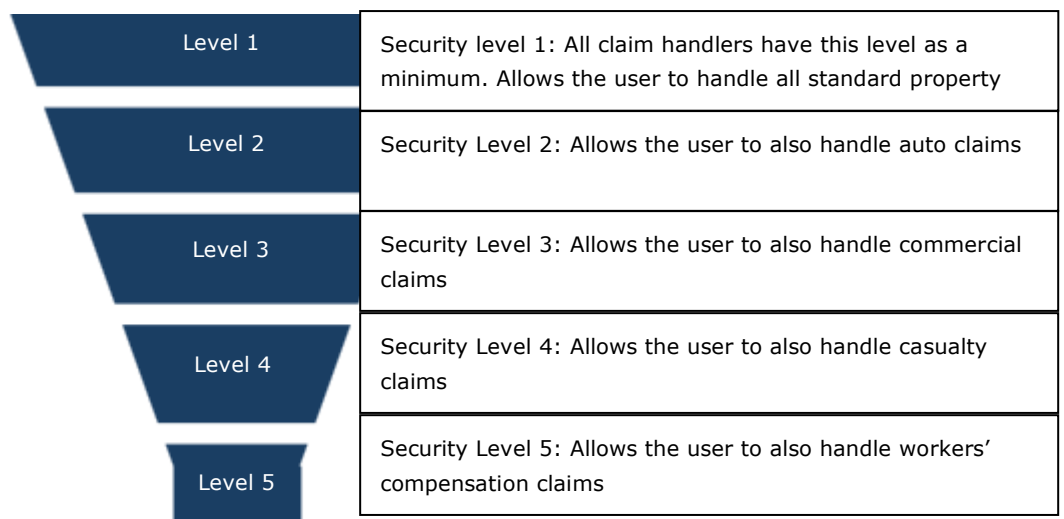 Level 1
Security level 1: All claim handlers have this level as a
minimum. Allows the user to handle all standard property
Level 2
Security Level 2: Allows the user to also handle auto claims
Level 3
Security Level 3: Allows the user to also handle commercial
claims
Level 4
Security Level 4: Allows the user to also handle casualty
claims
Level 5
Security Level 5: Allows the user to also handle workers’
compensation claims